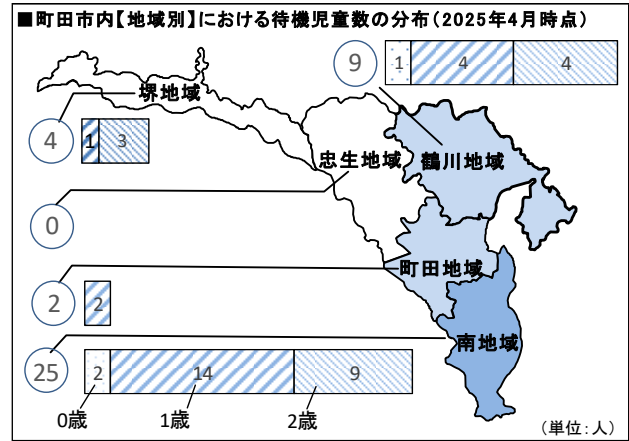 ■町田市内【地域別】における待機児童数の分布（2025年4月時点）
9
1 4 4
堺地域
4
1 3
忠生地域
鶴川地域
0
町田地域
2
2
南地域
25
2 14 9
0歳 1歳 2歳
（単位：人）